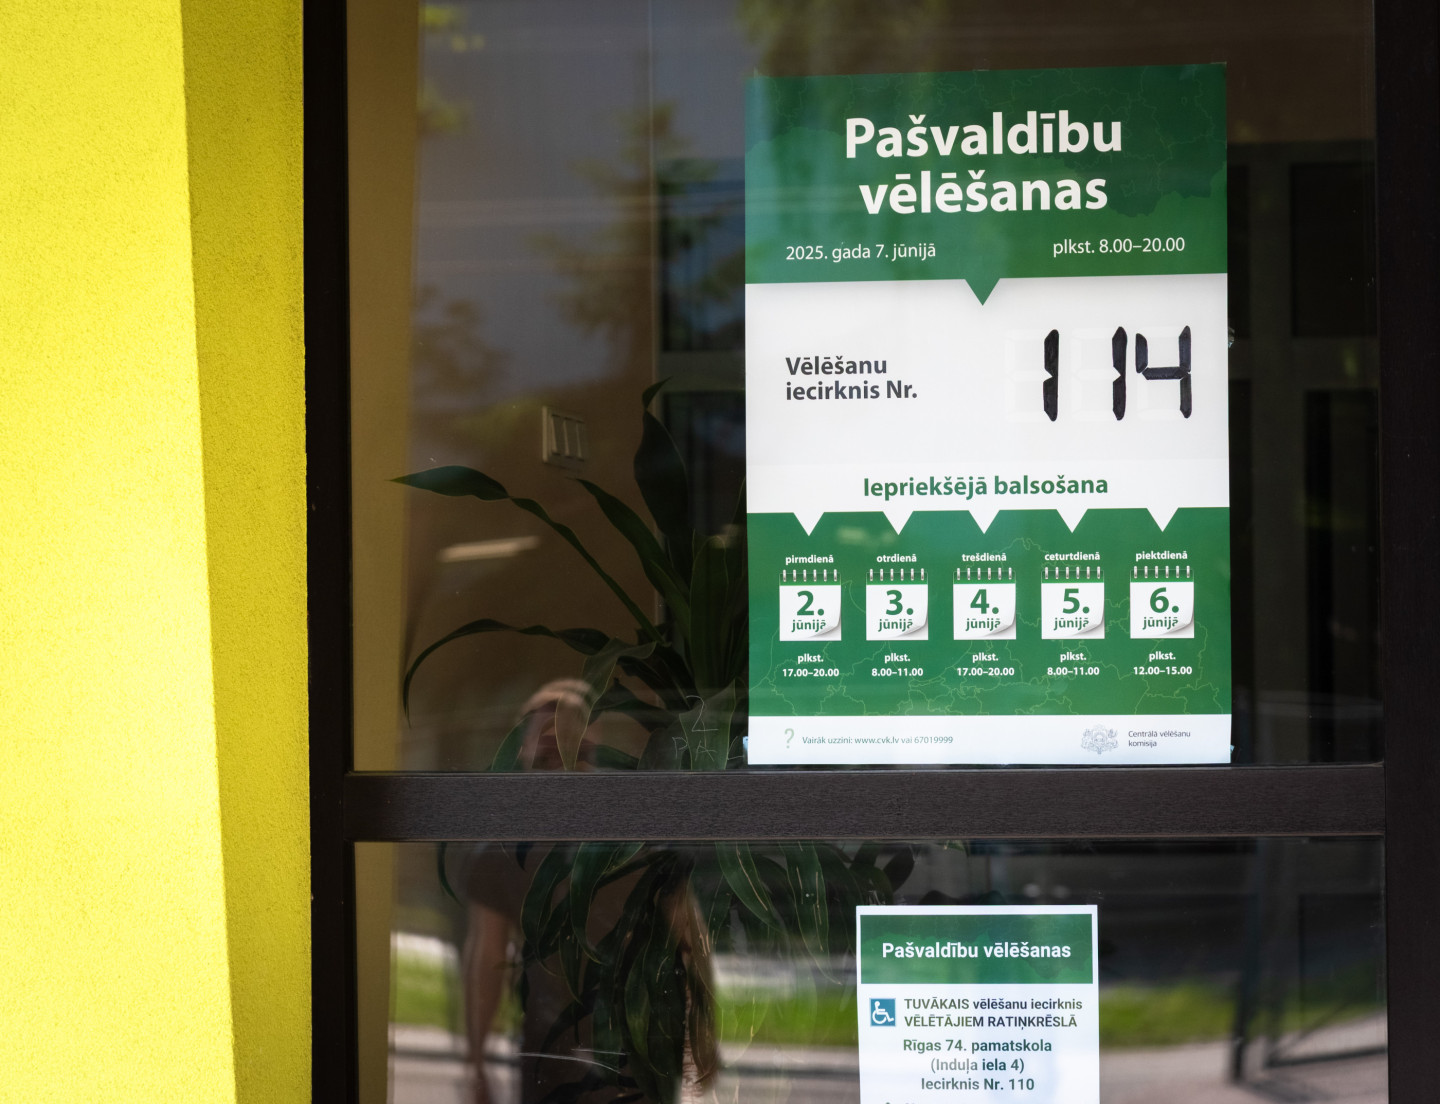 Pašvaldību
vēlēšanas
2025. gada 7. jūnijā plkst. 8.00–20.00
Vēlēšanu
iecirknis Nr.
114
Iepriekšējā balsošana
pirmdienā otrdienā trešdienā ceturtdienā piektdienā
2. 3. 4. 5. 6.
jūnijā jūnijā jūnijā jūnijā jūnijā
plkst. plkst. plkst. plkst. plkst.
17.00–20.00 8.00–11.00 17.00–20.00 8.00–11.00 12.00–15.00
? Vairāk uzzini: www.cvk.lv vai 67019999
Centrālā vēlēšanu
komisija
Pašvaldību vēlēšanas
TUVĀKAIS vēlēšanu iecirknis
VĒLĒTĀJIEM RATIŅKRĒSLĀ
Rīgas 74. pamatskola
(Induļa iela 4)
Iecirknis Nr. 110